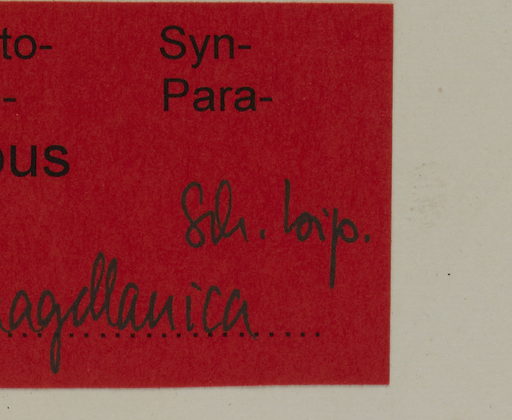 to- Syn-
- Para-
ous
Sch. bip.
agellanica